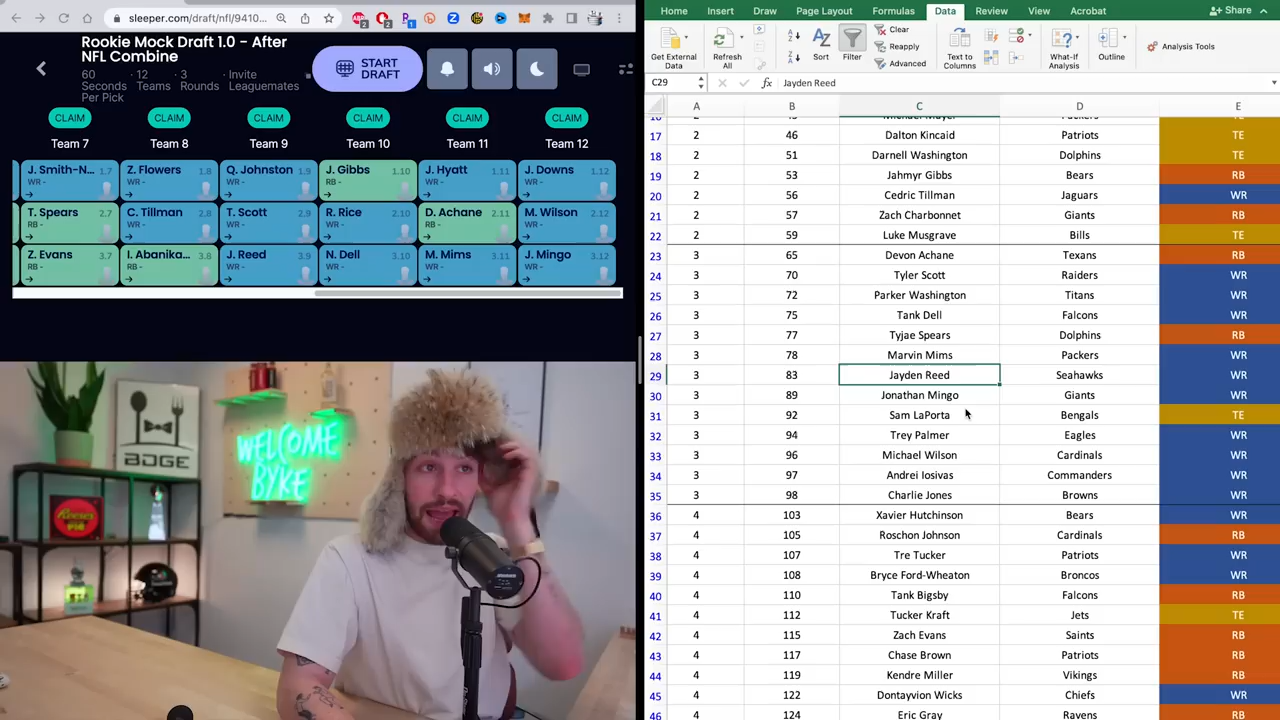 sleeper.com/draft/nfl/9410...
Rookie Mock Draft 1.0 - After
NFL Combine
60 Seconds Per Pick
· 12 Teams
· 3 Rounds
· Invite Leaguemates
START DRAFT
CLAIM CLAIM CLAIM CLAIM CLAIM CLAIM
Team 7 Team 8 Team 9 Team 10 Team 11 Team 12
J. Smith-N... 1.7 Z. Flowers 1.8 Q. Johnston 1.9 J. Gibbs 1.10 J. Hyatt 1.11 J. Downs 1.12
WR - WR - WR - RB - WR - WR -
T. Spears 2.7 C. Tillman 2.8 T. Scott 2.9 R. Rice 2.10 D. Achane 2.11 M. Wilson 2.12
RB - WR - WR - WR - RB - WR -
Z. Evans 3.7 I. Abanika... 3.8 J. Reed 3.9 N. Dell 3.10 M. Mims 3.11 J. Mingo 3.12
RB - RB - WR - WR - WR - WR -
BDGE
WELCOME
BYKE
REESE'S
Home Insert Draw Page Layout Formulas Data Review View Acrobat Share
Get External Data
Refresh All
Sort
Filter
Clear
Reapply
Advanced
Text to Columns
What-If Analysis
Outline
Analysis Tools
C29 fx Jayden Reed
A B C D E
17 2 46 Dalton Kincaid Patriots TE
18 2 51 Darnell Washington Dolphins TE
19 2 53 Jahmyr Gibbs Bears RB
20 2 56 Cedric Tillman Jaguars WR
21 2 57 Zach Charbonnet Giants RB
22 2 59 Luke Musgrave Bills TE
23 3 65 Devon Achane Texans RB
24 3 70 Tyler Scott Raiders WR
25 3 72 Parker Washington Titans WR
26 3 75 Tank Dell Falcons WR
27 3 77 Tyjae Spears Dolphins RB
28 3 78 Marvin Mims Packers WR
29 3 83 Jayden Reed Seahawks WR
30 3 89 Jonathan Mingo Giants WR
31 3 92 Sam LaPorta Bengals TE
32 3 94 Trey Palmer Eagles WR
33 3 96 Michael Wilson Cardinals WR
34 3 97 Andrei Iosivas Commanders WR
35 3 98 Charlie Jones Browns WR
36 4 103 Xavier Hutchinson Bears WR
37 4 105 Roschon Johnson Cardinals RB
38 4 107 Tre Tucker Patriots WR
39 4 108 Bryce Ford-Wheaton Broncos WR
40 4 110 Tank Bigsby Falcons RB
41 4 112 Tucker Kraft Jets TE
42 4 115 Zach Evans Saints RB
43 4 117 Chase Brown Patriots RB
44 4 119 Kendre Miller Vikings RB
45 4 122 Dontayvion Wicks Chiefs WR
46 4 124 Eric Gray Ravens RB